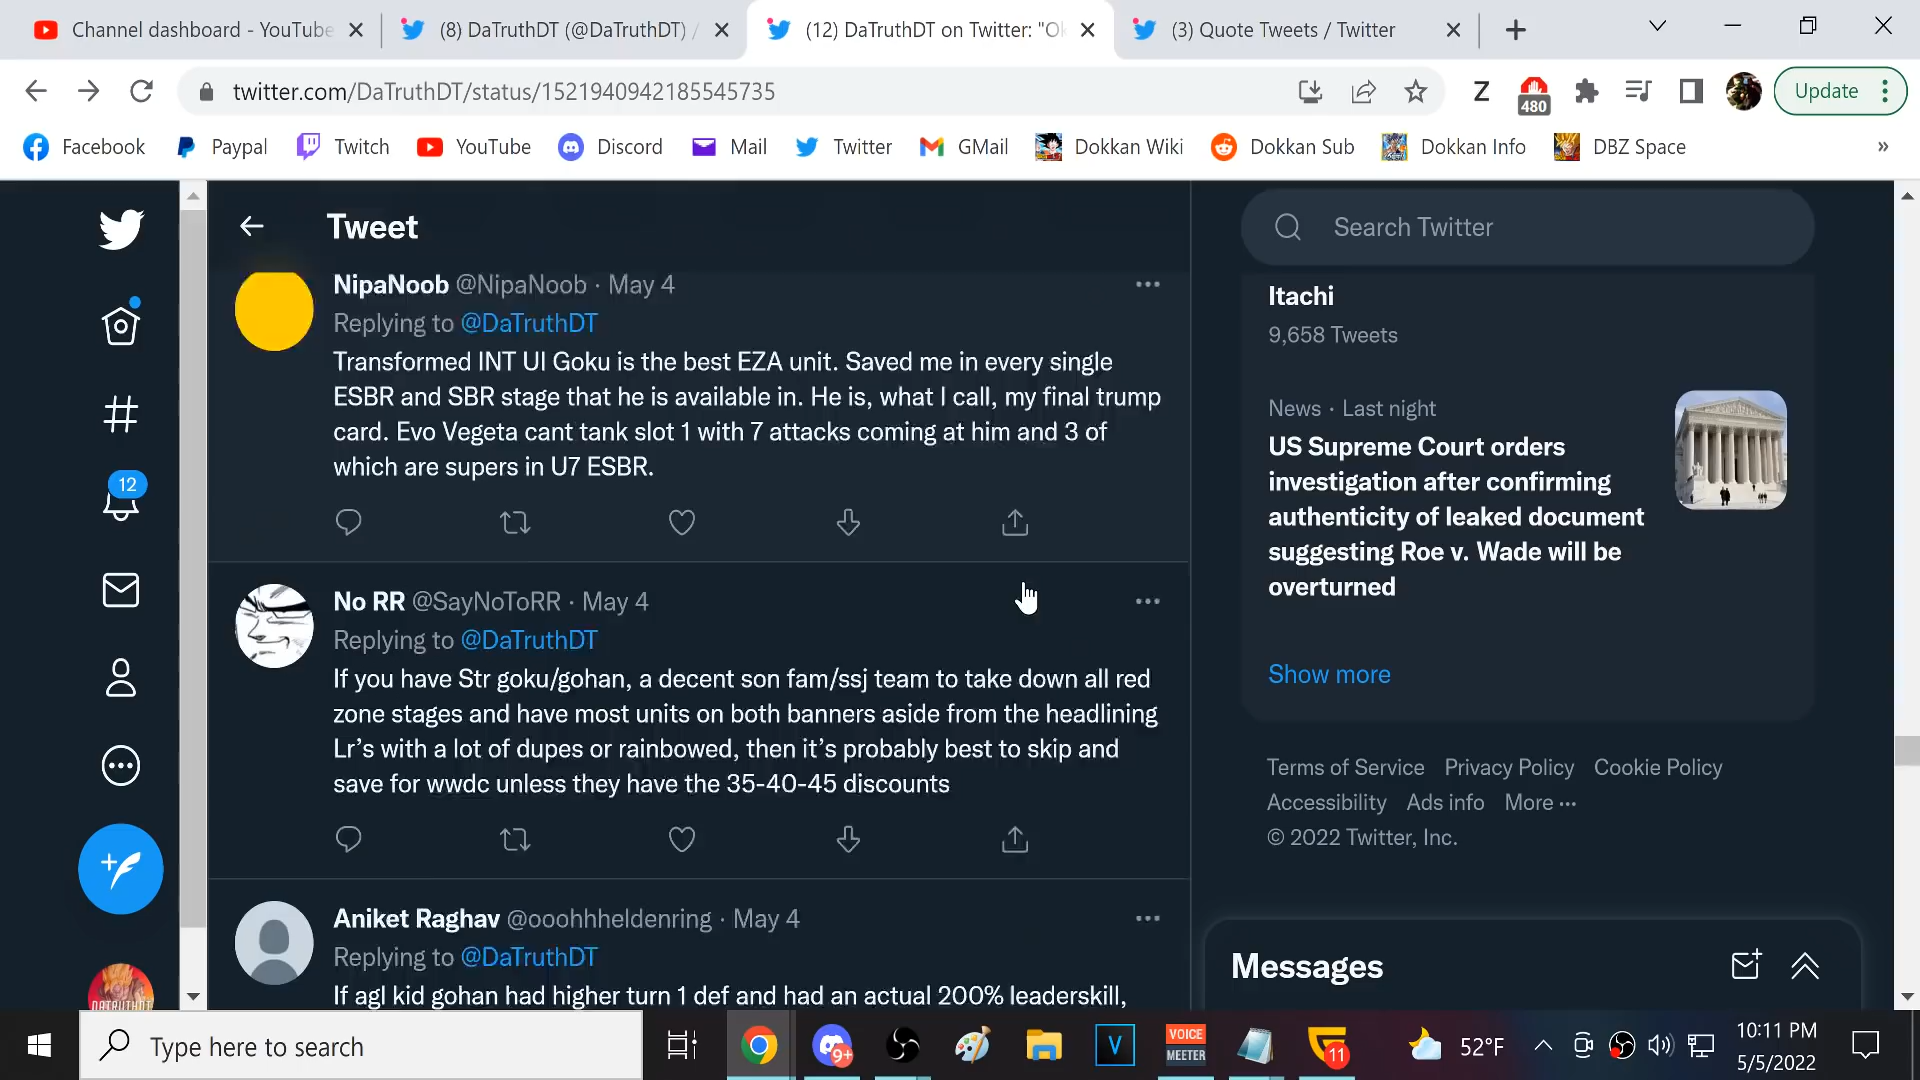 Channel dashboard - YouTube
(8) DaTruthDT (@DaTruthDT) /
(12) DaTruthDT on Twitter: "Ok
(3) Quote Tweets / Twitter
twitter.com/DaTruthDT/status/1521940942185545735
Z
480
Update
Facebook
Paypal
Twitch
YouTube
Discord
Mail
Twitter
GMail
Dokkan Wiki
Dokkan Sub
Dokkan Info
DBZ Space
»
Tweet
Search Twitter
NipaNoob @NipaNoob · May 4
Replying to @DaTruthDT
Transformed INT UI Goku is the best EZA unit. Saved me in every single
ESBR and SBR stage that he is available in. He is, what I call, my final trump
card. Evo Vegeta cant tank slot 1 with 7 attacks coming at him and 3 of
which are supers in U7 ESBR.
No RR @SayNoToRR · May 4
Replying to @DaTruthDT
If you have Str goku/gohan, a decent son fam/ssj team to take down all red
zone stages and have most units on both banners aside from the headlining
Lr's with a lot of dupes or rainbowed, then it's probably best to skip and
save for wwdc unless they have the 35-40-45 discounts
Aniket Raghav @ooohhheldenring · May 4
Replying to @DaTruthDT
If agl kid gohan had higher turn 1 def and had an actual 200% leaderskill,
12
DATRUTHDT
Itachi
9,658 Tweets
News · Last night
US Supreme Court orders
investigation after confirming
authenticity of leaked document
suggesting Roe v. Wade will be
overturned
Show more
Terms of Service Privacy Policy Cookie Policy
Accessibility Ads info More ···
© 2022 Twitter, Inc.
Messages
Type here to search
9+
V
VOICE
MEETER
11
52°F
10:11 PM
5/5/2022